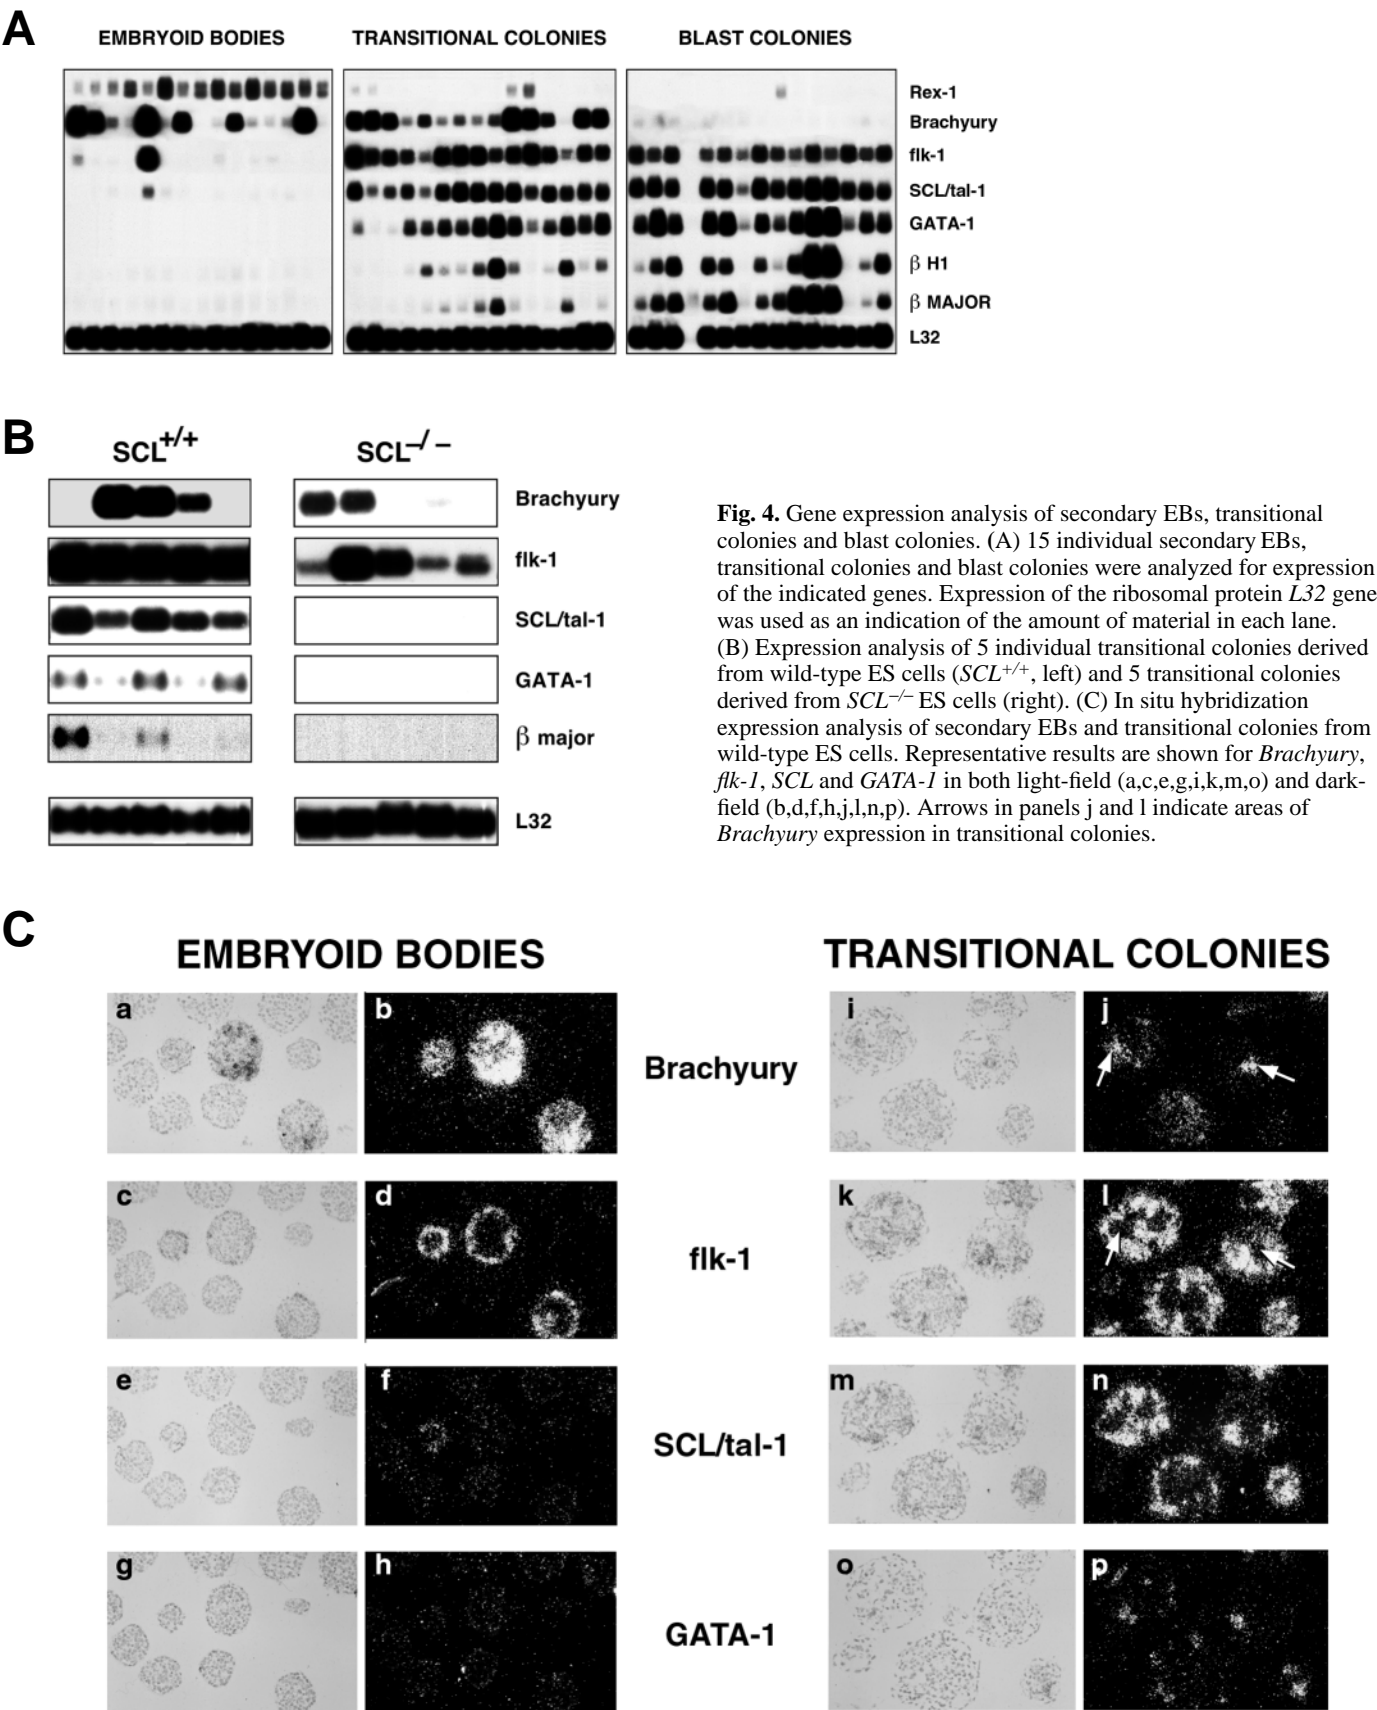 A
EMBRYOID BODIES
TRANSITIONAL COLONIES
BLAST COLONIES
Rex-1
Brachyury
flk-1
SCL/tal-1
GATA-1
β H1
β MAJOR
L32
B
SCL+/+
SCL–/–
Brachyury
flk-1
SCL/tal-1
GATA-1
β major
L32
Fig. 4. Gene expression analysis of secondary EBs, transitional
colonies and blast colonies. (A) 15 individual secondary EBs,
transitional colonies and blast colonies were analyzed for expression
of the indicated genes. Expression of the ribosomal protein L32 gene
was used as an indication of the amount of material in each lane.
(B) Expression analysis of 5 individual transitional colonies derived
from wild-type ES cells (SCL+/+, left) and 5 transitional colonies
derived from SCL–/– ES cells (right). (C) In situ hybridization
expression analysis of secondary EBs and transitional colonies from
wild-type ES cells. Representative results are shown for Brachyury,
flk-1, SCL and GATA-1 in both light-field (a,c,e,g,i,k,m,o) and dark-
field (b,d,f,h,j,l,n,p). Arrows in panels j and l indicate areas of
Brachyury expression in transitional colonies.
C
EMBRYOID BODIES
TRANSITIONAL COLONIES
a
b
Brachyury
i
j
c
d
flk-1
k
l
e
f
SCL/tal-1
m
n
g
h
GATA-1
o
p